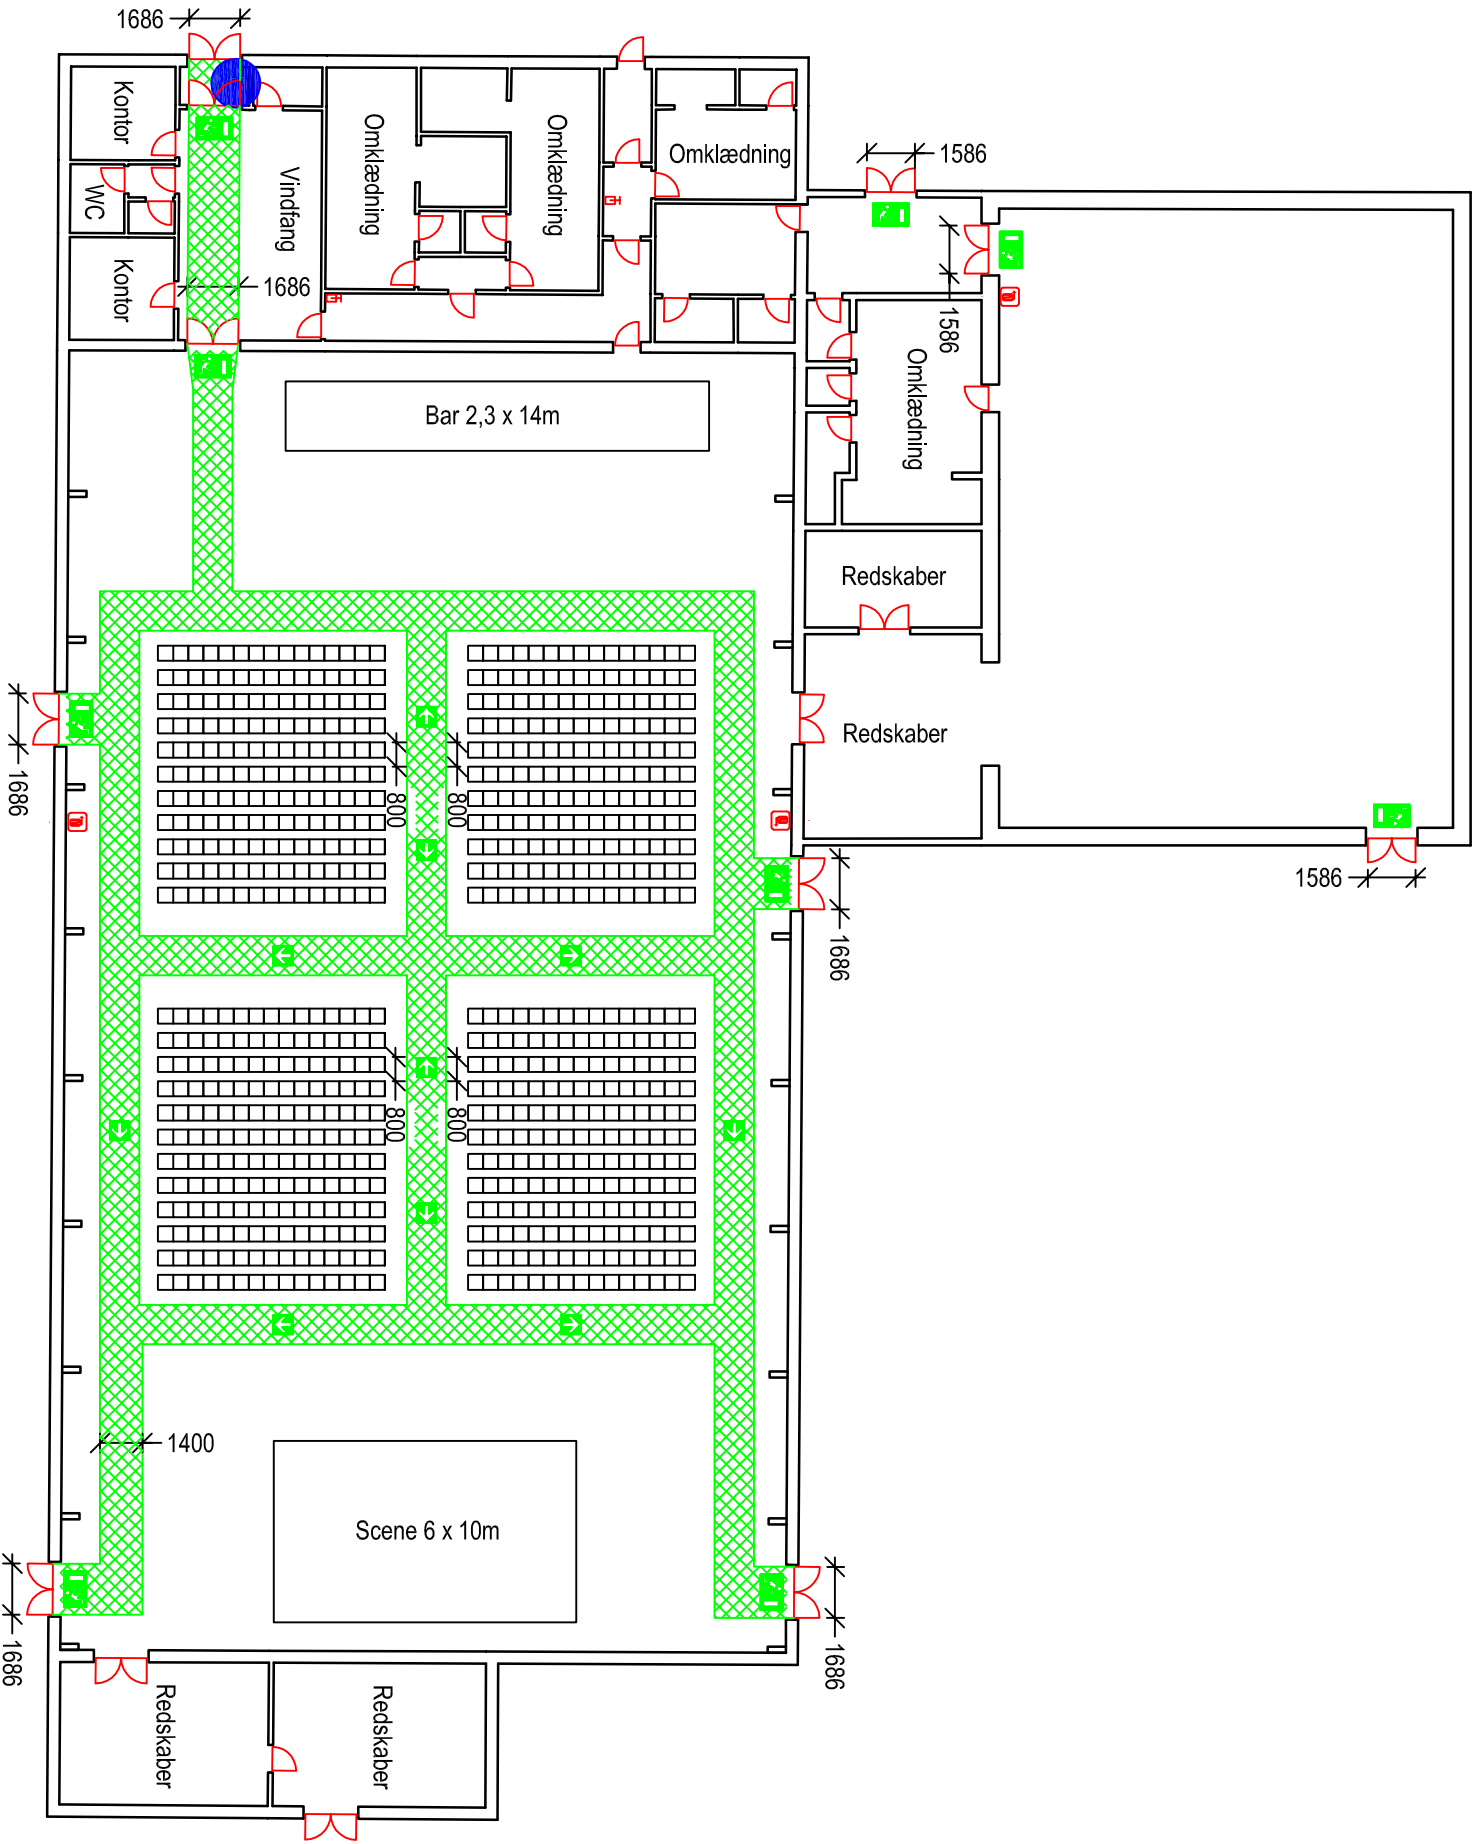 1686
Kontor
WC
Kontor
Vindfang
1686
Omklædning
Omklædning
Omklædning
1586
1586
Omklædning
Bar 2,3 x 14m
Redskaber
Redskaber
1586
1686
800
800
1686
800
800
1400
Scene 6 x 10m
1686
1686
Redskaber
Redskaber